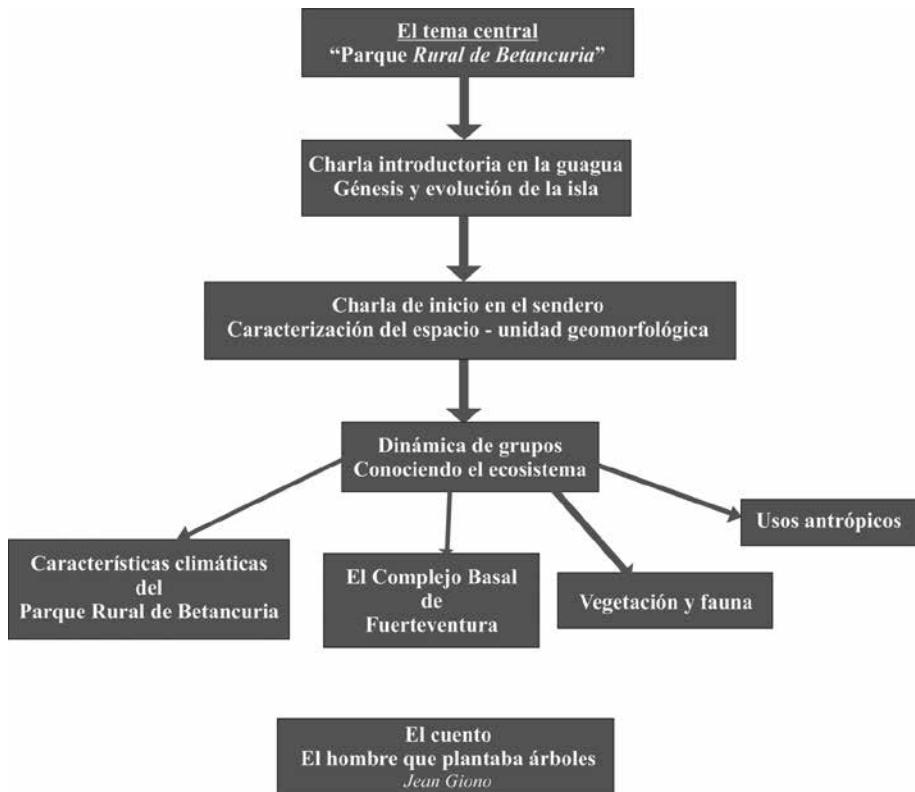 El tema central
“Parque Rural de Betancuria”
Charla introductoria en la guagua
Génesis y evolución de la isla
Charla de inicio en el sendero
Caracterización del espacio - unidad geomorfológica
Dinámica de grupos
Conociendo el ecosistema
Usos antrópicos
Características climáticas
del
Parque Rural de Betancuria
El Complejo Basal
de
Fuerteventura
Vegetación y fauna
El cuento
El hombre que plantaba árboles
Jean Giono